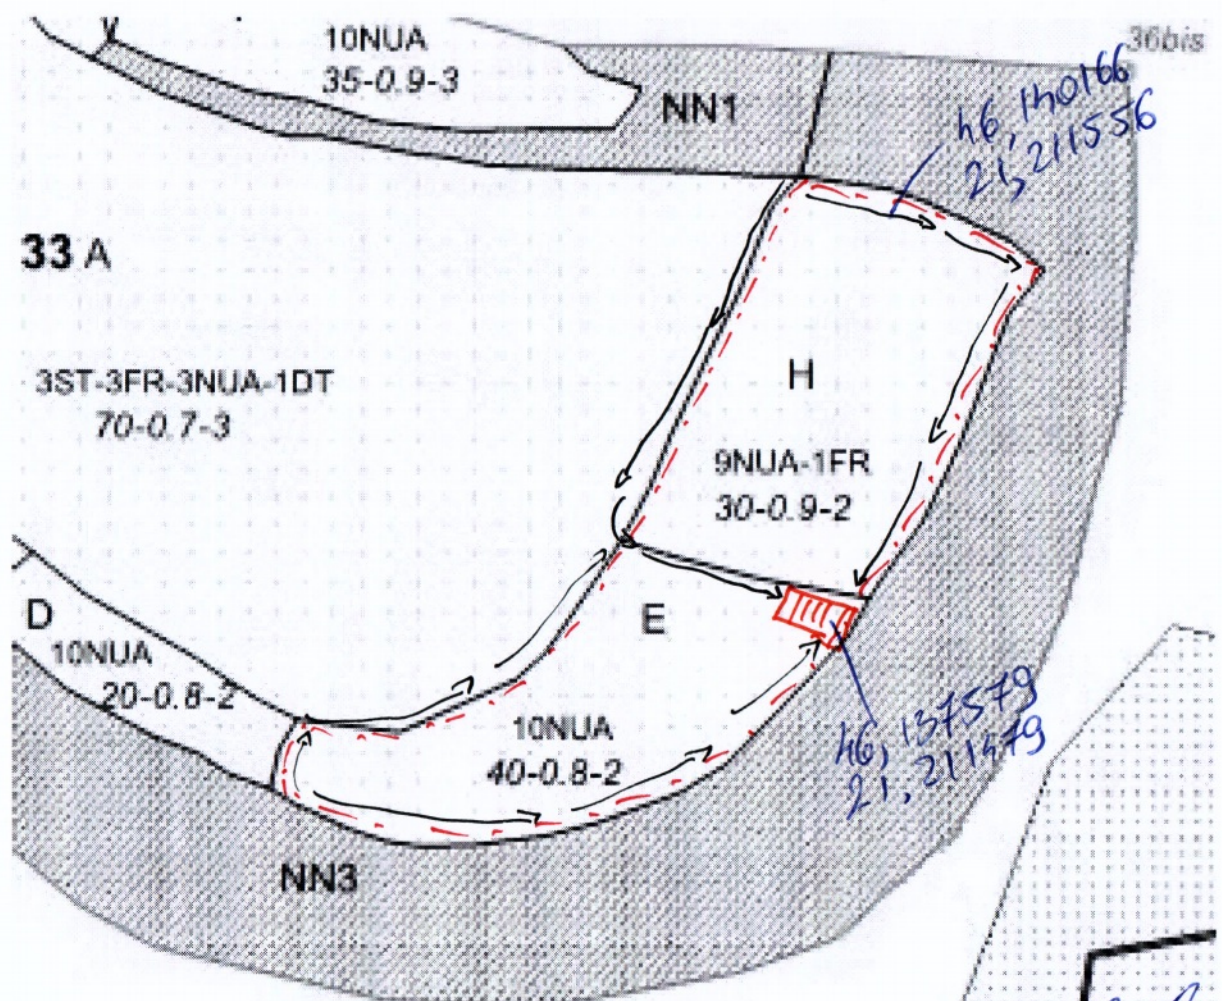 10NUA
35-0.9-3
NN1
36bis
46,140166
21,211556
33 A
3ST-3FR-3NUA-1DT
70-0.7-3
H
9NUA-1FR
30-0.9-2
D
10NUA
20-0.8-2
E
10NUA
40-0.8-2
46,137579
21,211479
NN3